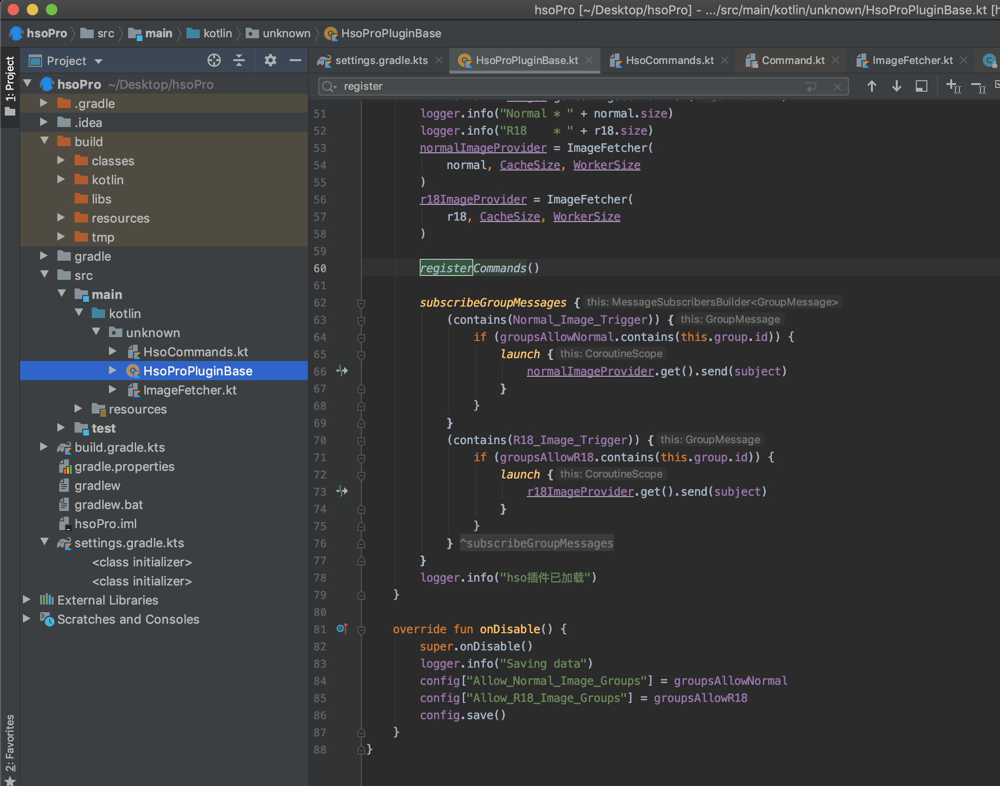 hsoPro [~/Desktop/hsoPro] - .../src/main/kotlin/unknown/HsoProPluginBase.kt [h
hsoPro src main kotlin unknown HsoProPluginBase
1: Project
Project
settings.gradle.kts HsoProPluginBase.kt HsoCommands.kt Command.kt ImageFetcher.kt C
register
hsoPro ~/Desktop/hsoPro
.gradle
.idea
build
classes
kotlin
libs
resources
tmp
gradle
src
main
kotlin
unknown
HsoCommands.kt
HsoProPluginBase
ImageFetcher.kt
resources
test
build.gradle.kts
gradle.properties
gradlew
gradlew.bat
hsoPro.iml
settings.gradle.kts
<class initializer>
<class initializer>
External Libraries
Scratches and Consoles
2: Favorites
51 logger.info("Normal * " + normal.size)
52 logger.info("R18    * " + r18.size)
53 normalImageProvider = ImageFetcher(
54 normal, CacheSize, WorkerSize
55 )
56 r18ImageProvider = ImageFetcher(
57 r18, CacheSize, WorkerSize
58 )
59
60 registerCommands()
61
62 subscribeGroupMessages { this: MessageSubscribersBuilder<GroupMessage>
63 (contains(Normal_Image_Trigger)) { this: GroupMessage
64 if (groupsAllowNormal.contains(this.group.id)) {
65 launch { this: CoroutineScope
66 normalImageProvider.get().send(subject)
67 }
68 }
69 }
70 (contains(R18_Image_Trigger)) { this: GroupMessage
71 if (groupsAllowR18.contains(this.group.id)) {
72 launch { this: CoroutineScope
73 r18ImageProvider.get().send(subject)
74 }
75 }
76 } ^subscribeGroupMessages
77 }
78 logger.info("hso插件已加载")
79 }
80
81 override fun onDisable() {
82 super.onDisable()
83 logger.info("Saving data")
84 config["Allow_Normal_Image_Groups"] = groupsAllowNormal
85 config["Allow_R18_Image_Groups"] = groupsAllowR18
86 config.save()
87 }
88 }